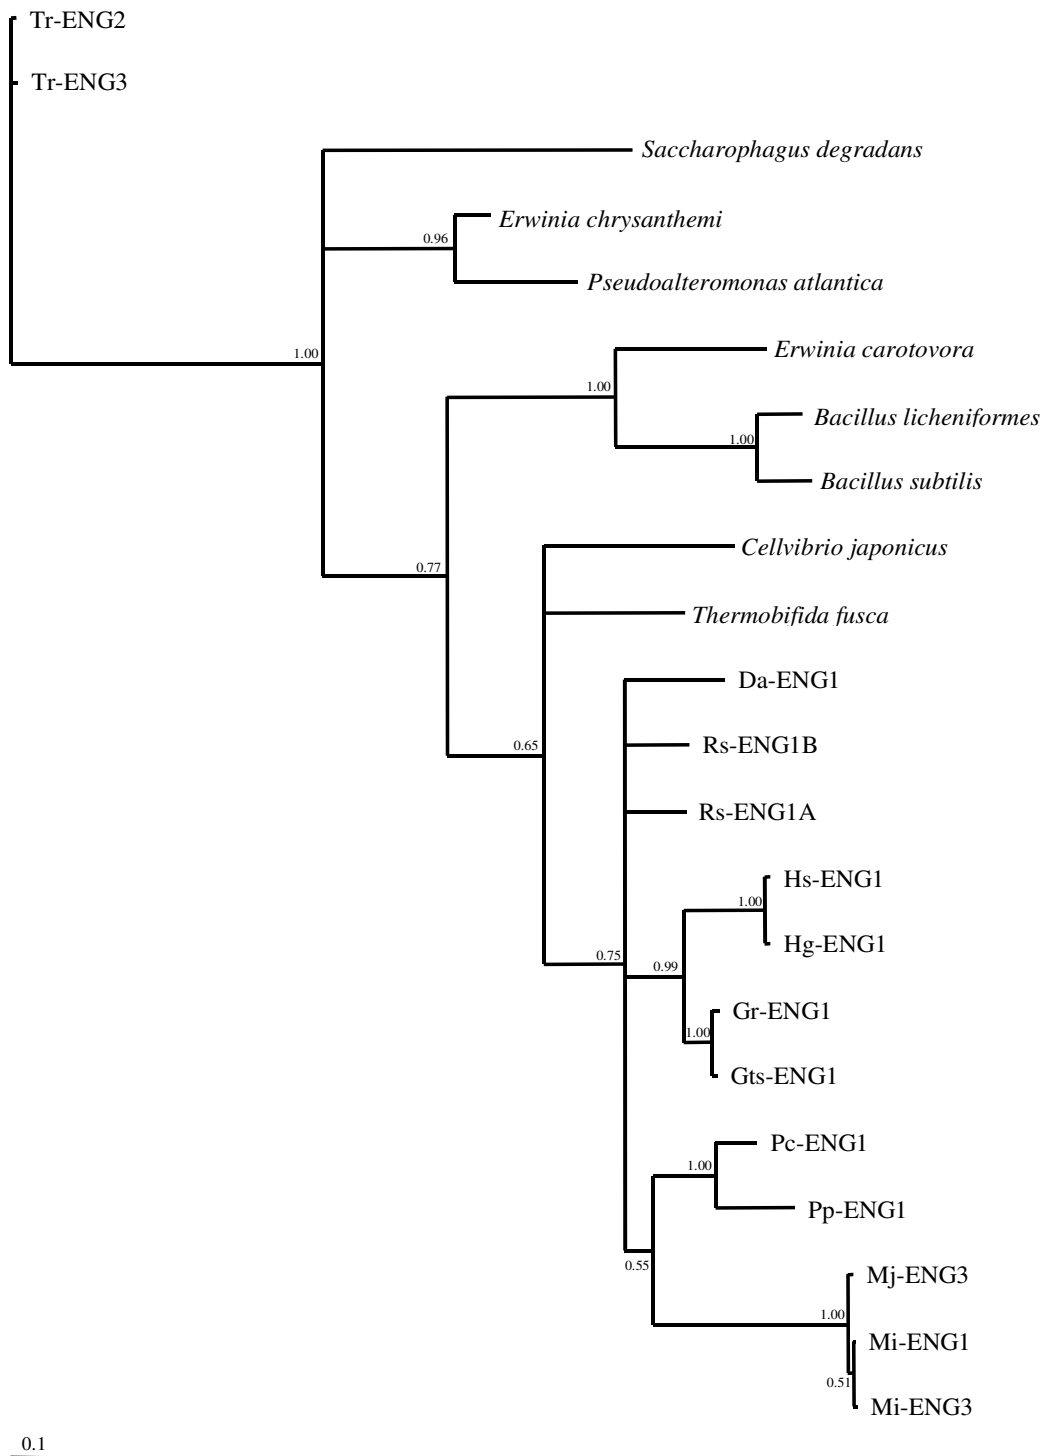 Tr-ENG2
Tr-ENG3
Saccharophagus degradans
Erwinia chrysanthemi
0.96
Pseudoalteromonas atlantica
Erwinia carotovora
1.00
1.00
Bacillus licheniformes
1.00
Bacillus subtilis
Cellvibrio japonicus
0.77
Thermobifida fusca
Da-ENG1
Rs-ENG1B
0.65
Rs-ENG1A
Hs-ENG1
1.00
Hg-ENG1
0.75
0.99
Gr-ENG1
1.00
Gts-ENG1
Pc-ENG1
1.00
Pp-ENG1
0.55
Mj-ENG3
1.00
Mi-ENG1
0.51
Mi-ENG3
0.1